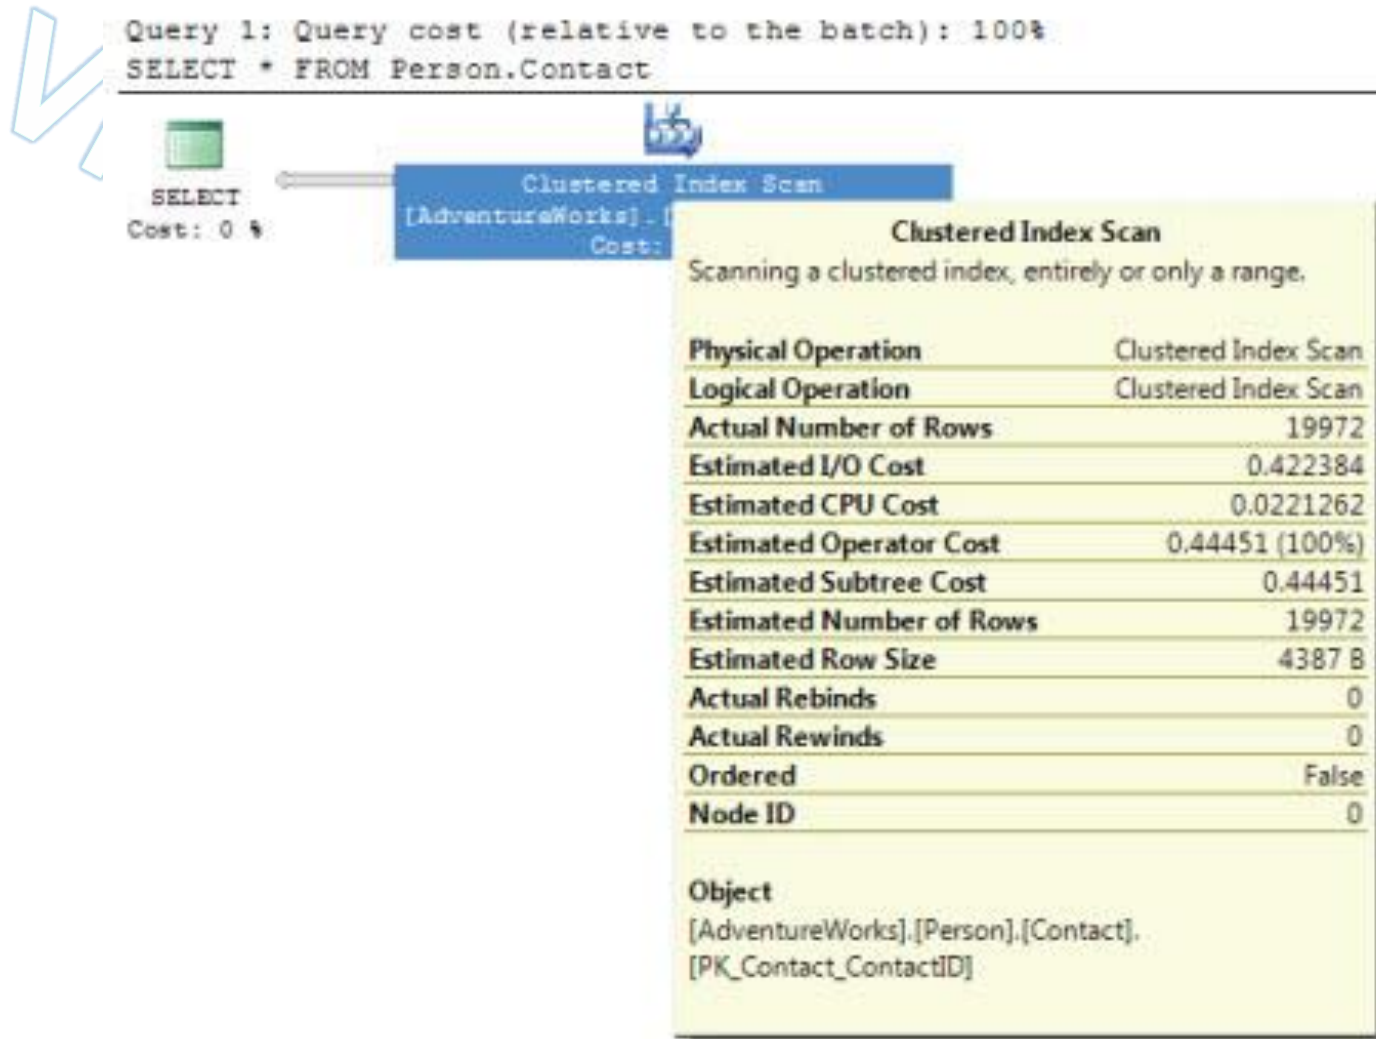 Query 1: Query cost (relative to the batch): 100%
SELECT * FROM Person.Contact
SELECT
Cost: 0 %
Clustered Index Scan
[AdventureWorks].[
Cost:
Clustered Index Scan
Scanning a clustered index, entirely or only a range.
Physical Operation Clustered Index Scan
Logical Operation Clustered Index Scan
Actual Number of Rows 19972
Estimated I/O Cost 0.422384
Estimated CPU Cost 0.0221262
Estimated Operator Cost 0.44451 (100%)
Estimated Subtree Cost 0.44451
Estimated Number of Rows 19972
Estimated Row Size 4387 B
Actual Rebinds 0
Actual Rewinds 0
Ordered False
Node ID 0
Object
[AdventureWorks].[Person].[Contact].
[PK_Contact_ContactID]